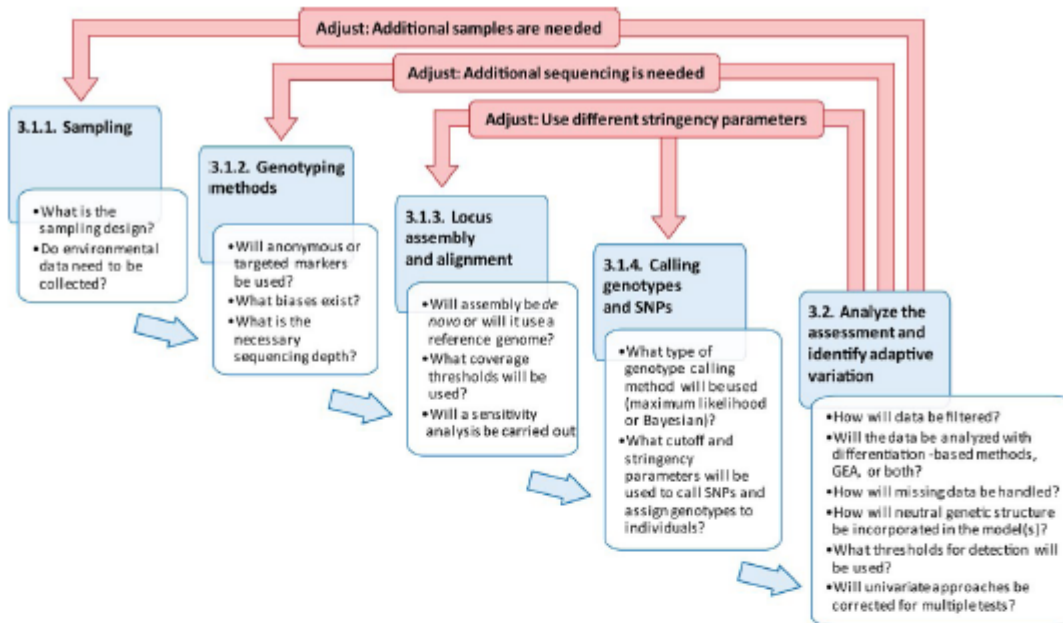 Adjust: Additional samples are needed
Adjust: Additional sequencing is needed
Adjust: Use different stringency parameters
3.1.1. Sampling
•What is the
sampling design?
•Do environmental
data need to be
collected?
3.1.2. Genotyping
methods
•Will anonymous or
targeted markers
be used?
•What biases exist?
•What is the
necessary
sequencing depth?
3.1.3. Locus
assembly
and alignment
•Will assembly be de
novo or will it use a
reference genome?
•What coverage
thresholds will be
used?
•Will a sensitivity
analysis be carried out
3.1.4. Calling
genotypes
and SNPs
•What type of
genotype calling
method will be used
(maximum likelihood
or Bayesian)?
•What cutoff and
stringency
parameters will be
used to call SNPs and
assign genotypes to
individuals?
3.2. Analyze the
assessment and
identify adaptive
variation
•How will data be filtered?
•Will the data be analyzed with
differentiation -based methods,
GEA, or both?
•How will missing data be handled?
•How will neutral genetic structure
be incorporated in the model(s)?
•What thresholds for detection will
be used?
•Will univariate approaches be
corrected for multiple tests?